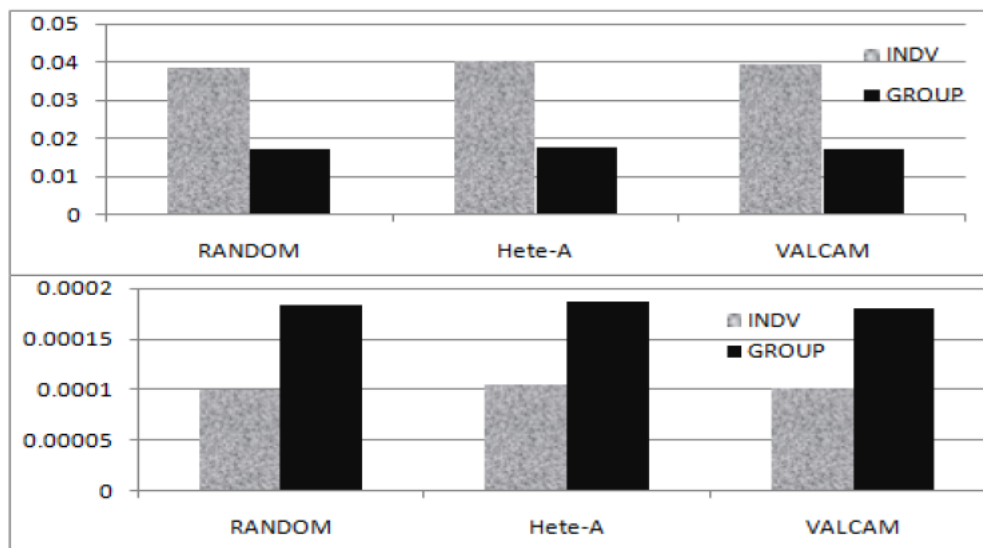 0.05
0.04
0.03
0.02
0.01
0
INDV
GROUP
RANDOM Hete-A VALCAM
0.0002
0.00015
0.0001
0.00005
0
INDV
GROUP
RANDOM Hete-A VALCAM